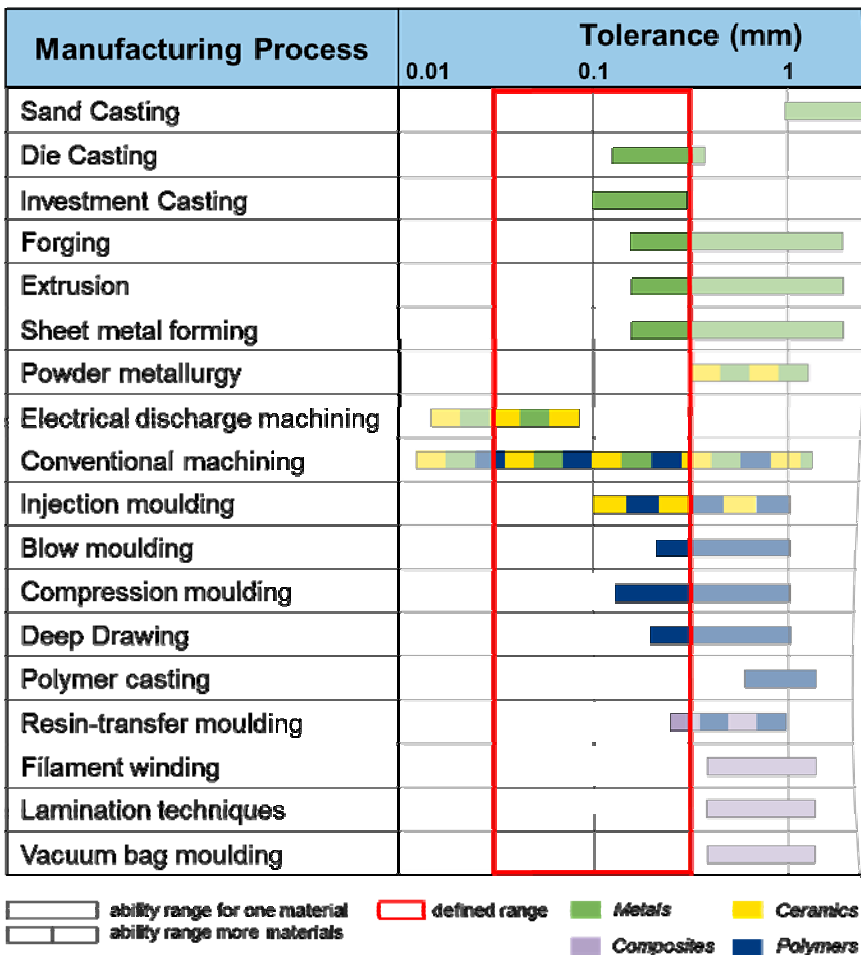 Manufacturing Process
Tolerance (mm)
0.01 0.1 1
Sand Casting
Die Casting
Investment Casting
Forging
Extrusion
Sheet metal forming
Powder metallurgy
Electrical discharge machining
Conventional machining
Injection moulding
Blow moulding
Compression moulding
Deep Drawing
Polymer casting
Resin-transfer moulding
Filament winding
Lamination techniques
Vacuum bag moulding
ability range for one material defined range Metals Ceramics
ability range more materials Composites Polymers